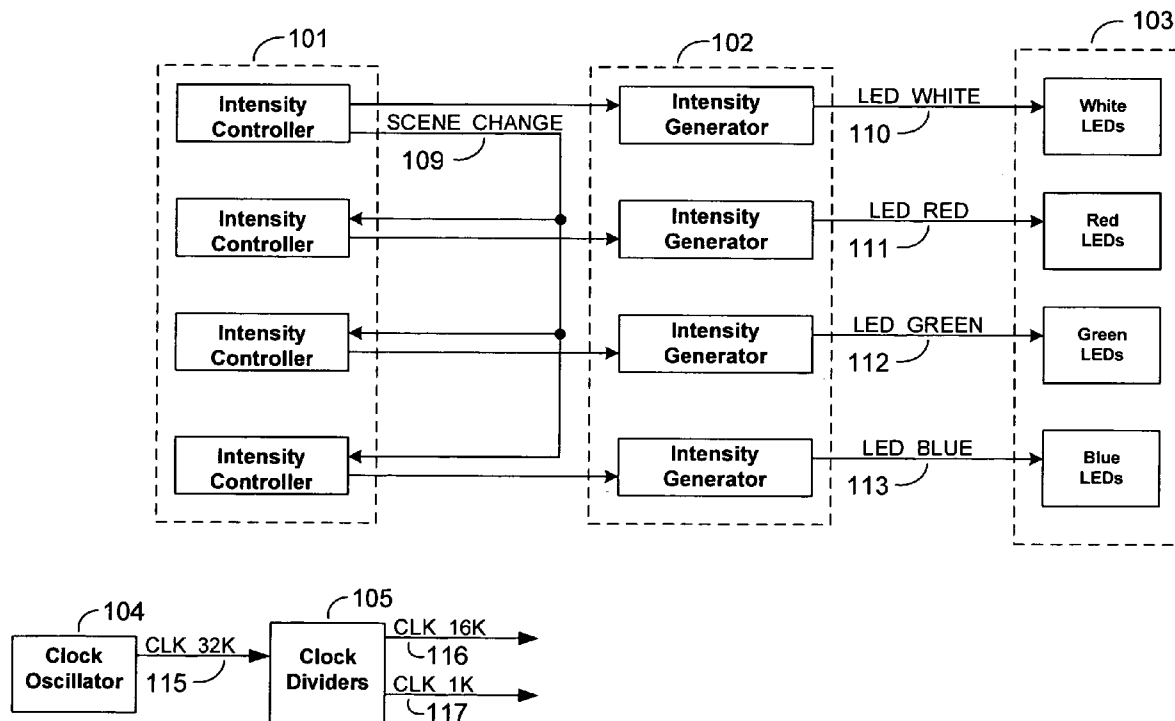 101
102
103
Intensity
Controller
Intensity
Generator
LED_WHITE
110
White
LEDs
SCENE_CHANGE
109
Intensity
Controller
Intensity
Generator
LED_RED
111
Red
LEDs
Intensity
Controller
Intensity
Generator
LED_GREEN
112
Green
LEDs
Intensity
Controller
Intensity
Generator
LED_BLUE
113
Blue
LEDs
104
105
Clock
Oscillator
CLK_32K
115
Clock
Dividers
CLK_16K
116
CLK_1K
117